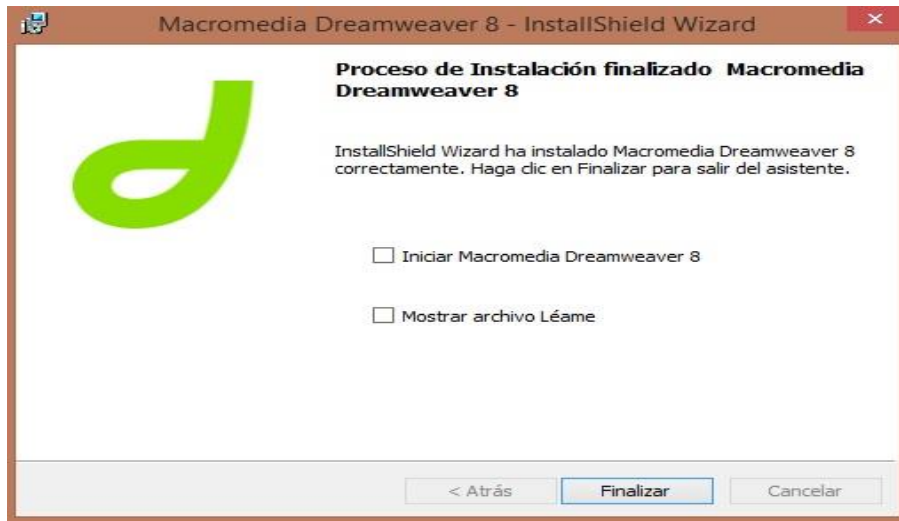 Macromedia Dreamweaver 8 - InstallShield Wizard
Proceso de Instalación finalizado  Macromedia
Dreamweaver 8
InstallShield Wizard ha instalado Macromedia Dreamweaver 8
correctamente. Haga clic en Finalizar para salir del asistente.
Iniciar Macromedia Dreamweaver 8
Mostrar archivo Léame
< Atrás
Finalizar
Cancelar